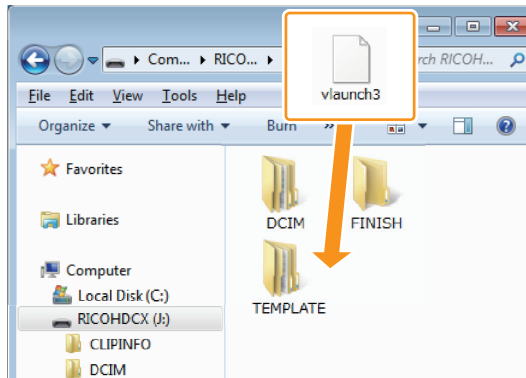 Com... RICO... rch RICOH...
vlaunch3
File Edit View Tools Help
Organize Share with Burn »
Favorites
Libraries
Computer
Local Disk (C:)
RICOHDCX (J:)
CLIPINFO
DCIM
DCIM FINISH
TEMPLATE